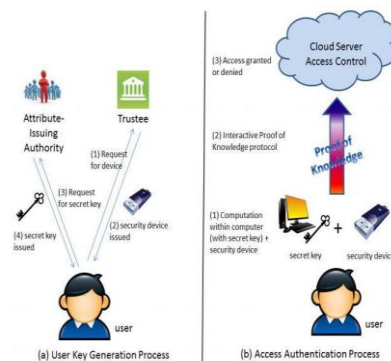 Attribute-
Issuing
Authority
Trustee
(1) Request
for device
(3) Request
for secret key
(2) security device
issued
(4) secret key
issued
user
(a) User Key Generation Process
Cloud Server
Access Control
(3) Access granted
or denied
(2) Interactive Proof of
Knowledge protocol
Proof of
Knowledge
(1) Computation
within computer
(with secret key) +
security device
+
secret key
security device
user
(b) Access Authentication Process